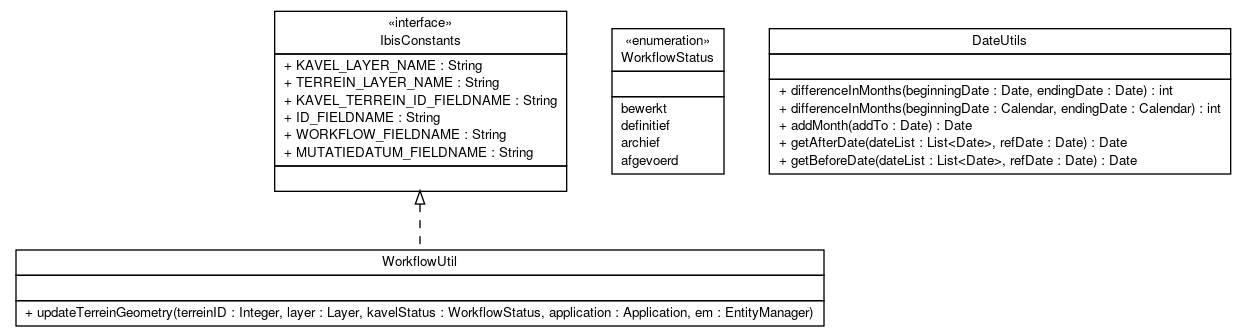 «interface»
IbisConstants
+ KAVEL_LAYER_NAME : String
+ TERREIN_LAYER_NAME : String
+ KAVEL_TERREIN_ID_FIELDNAME : String
+ ID_FIELDNAME : String
+ WORKFLOW_FIELDNAME : String
+ MUTATIEDATUM_FIELDNAME : String
«enumeration»
WorkflowStatus
bewerkt
definitief
archief
afgevoerd
DateUtils
+ differenceInMonths(beginningDate : Date, endingDate : Date) : int
+ differenceInMonths(beginningDate : Calendar, endingDate : Calendar) : int
+ addMonth(addTo : Date) : Date
+ getAfterDate(dateList : List<Date>, refDate : Date) : Date
+ getBeforeDate(dateList : List<Date>, refDate : Date) : Date
WorkflowUtil
+ updateTerreinGeometry(terreinID : Integer, layer : Layer, kavelStatus : WorkflowStatus, application : Application, em : EntityManager)